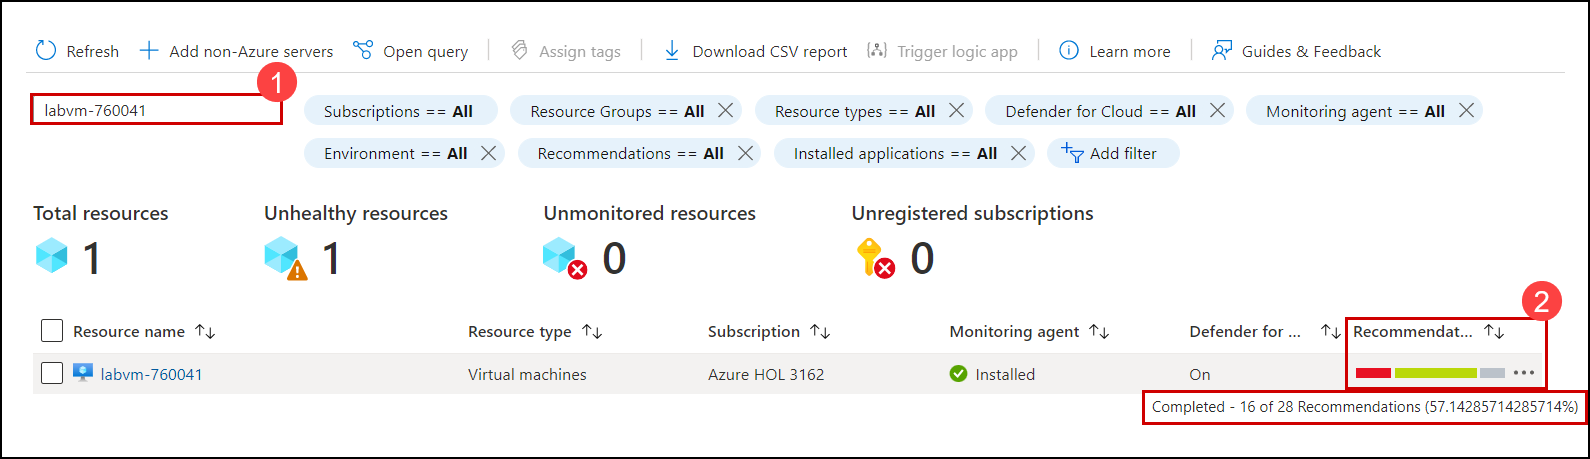 Refresh Add non-Azure servers Open query Assign tags Download CSV report Trigger logic app Learn more Guides & Feedback
1
labvm-760041 Subscriptions == All Resource Groups == All Resource types == All Defender for Cloud == All Monitoring agent == All
Environment == All Recommendations == All Installed applications == All Add filter
Total resources Unhealthy resources Unmonitored resources Unregistered subscriptions
1 1 0 0
2
Resource name Resource type Subscription Monitoring agent Defender for ... Recommendat...
labvm-760041 Virtual machines Azure HOL 3162 Installed On
Completed - 16 of 28 Recommendations (57.14285714285714%)